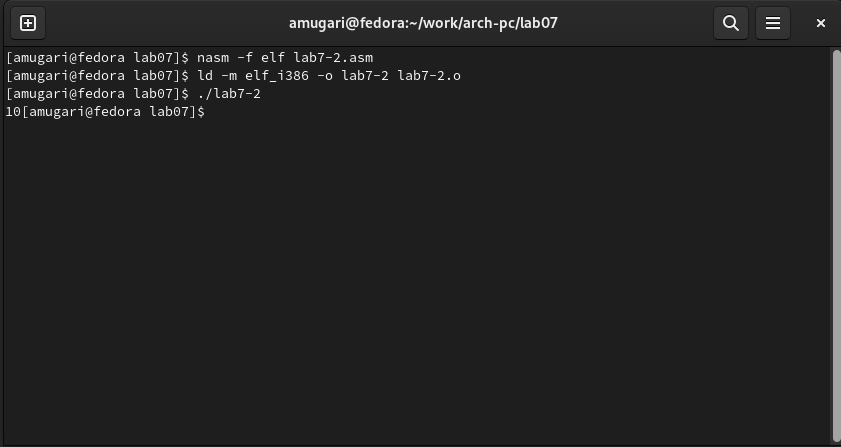 amugari@fedora:~/work/arch-pc/lab07
[amugari@fedora lab07]$ nasm -f elf lab7-2.asm
[amugari@fedora lab07]$ ld -m elf_i386 -o lab7-2 lab7-2.o
[amugari@fedora lab07]$ ./lab7-2
10[amugari@fedora lab07]$